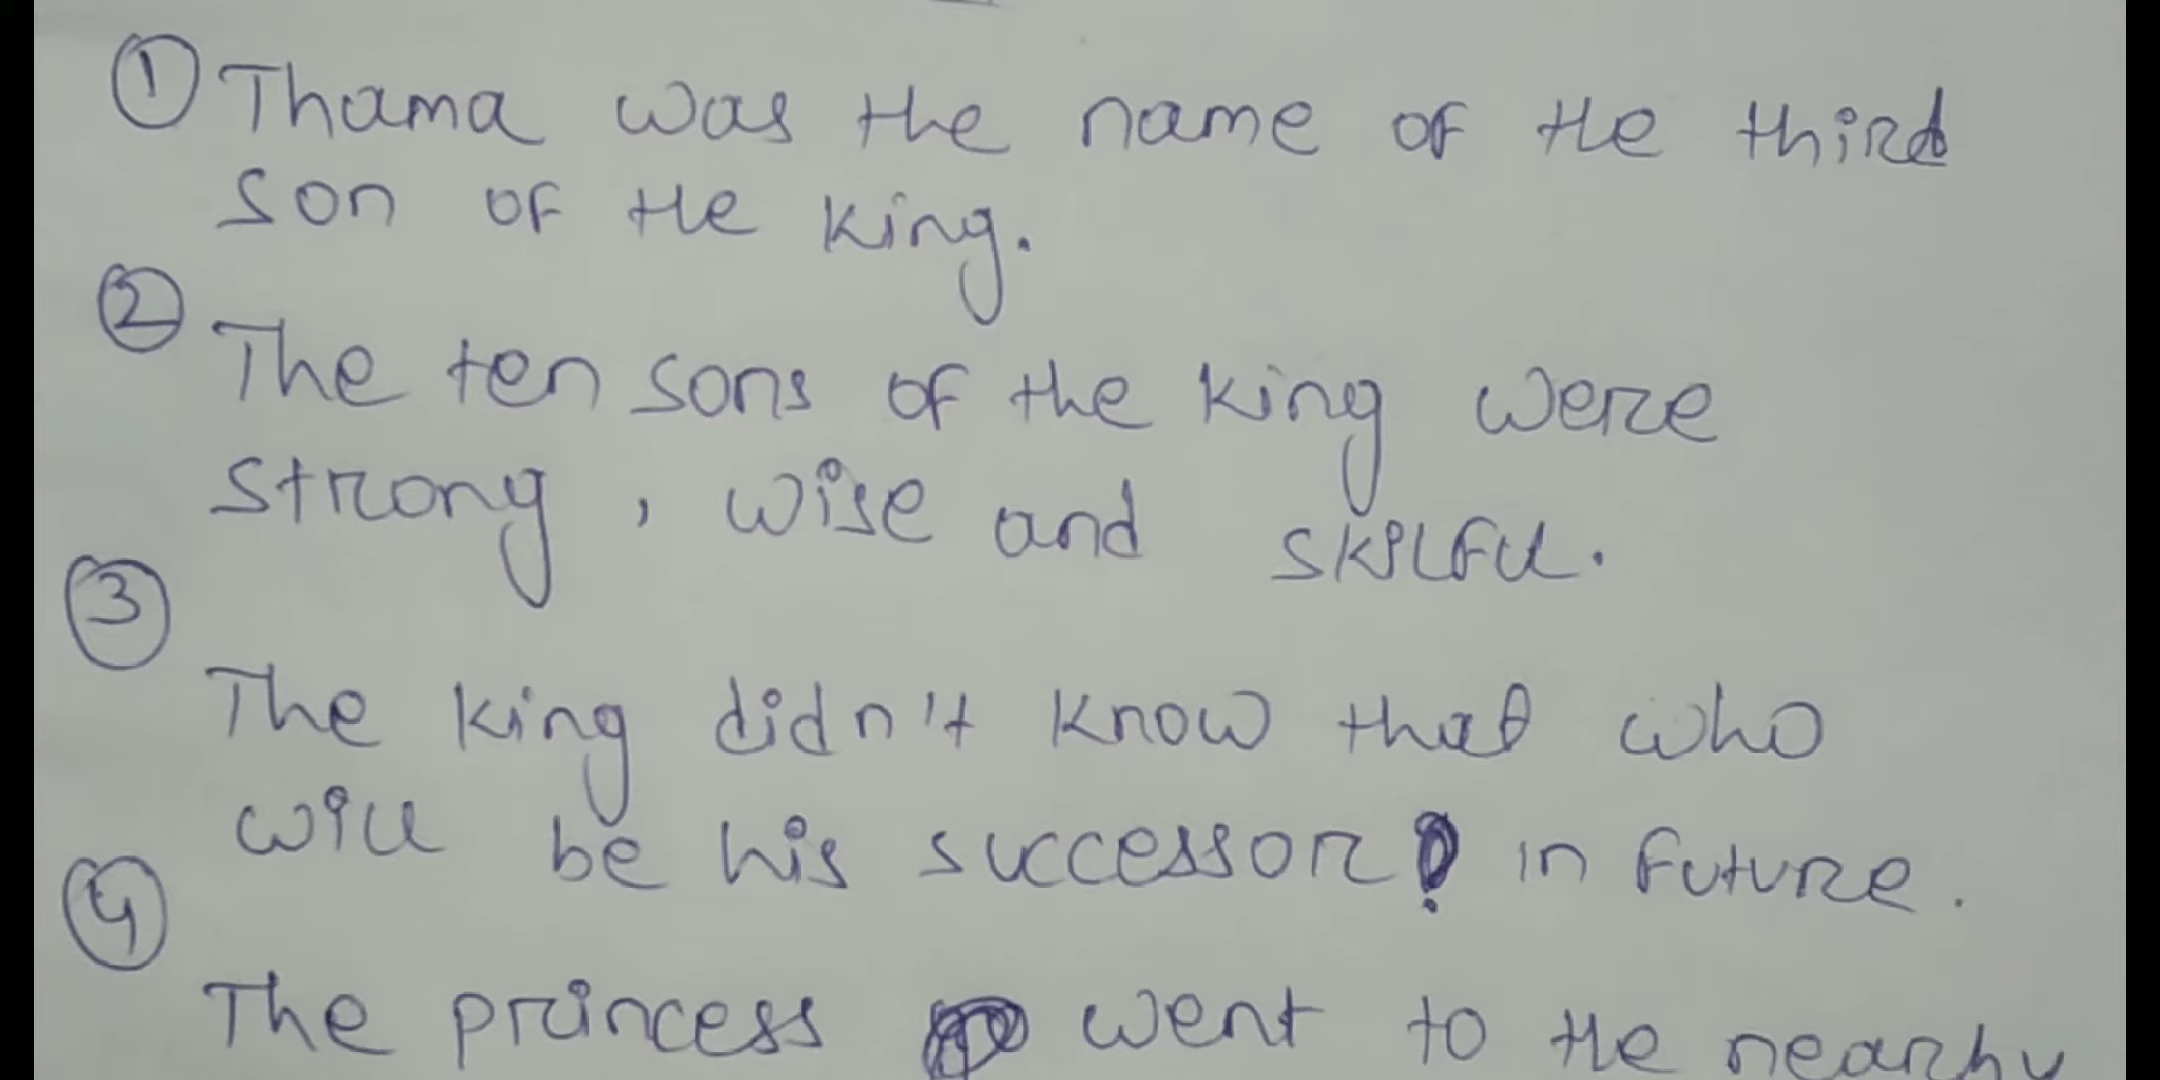 ① Thama was the name of the third
son of the king.
② The ten sons of the king were
strong, wise and skilful.
③ The king didn't know that who
will be his successor in future.
④ The princess went to the nearby